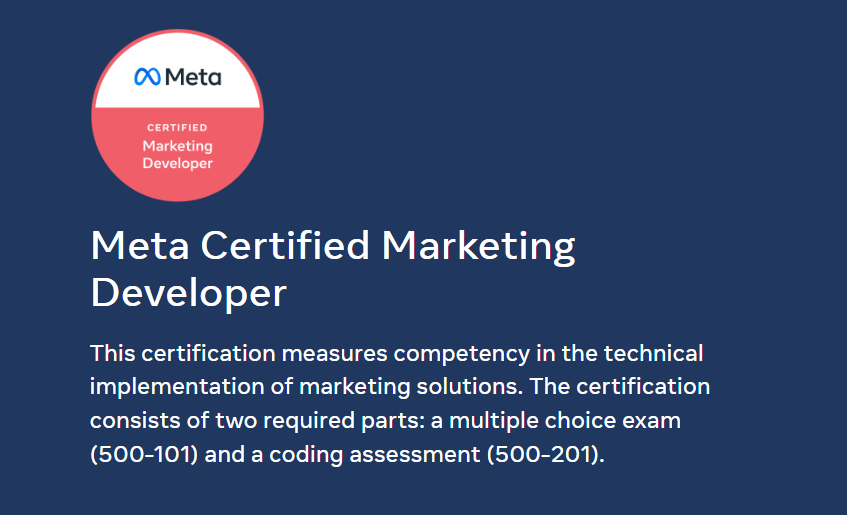 Meta
CERTIFIED
Marketing
Developer
Meta Certified Marketing
Developer
This certification measures competency in the technical
implementation of marketing solutions. The certification
consists of two required parts: a multiple choice exam
(500-101) and a coding assessment (500-201).